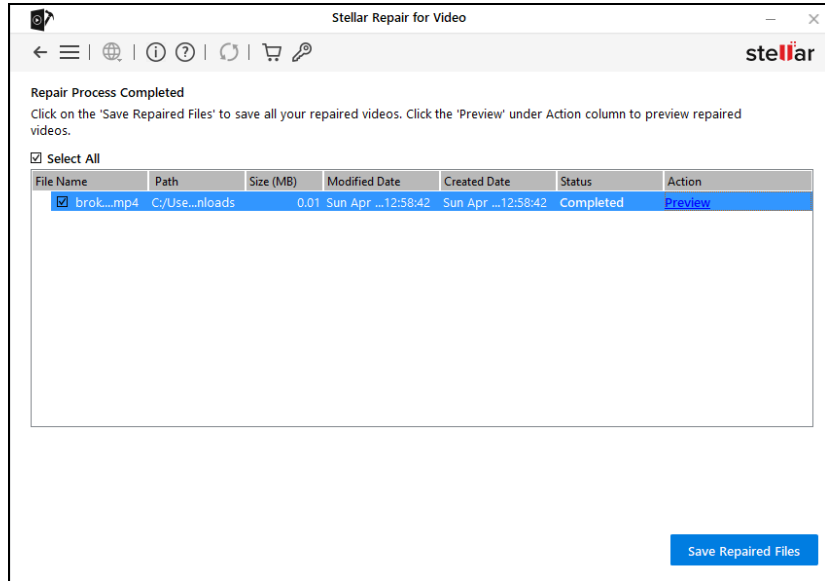 Stellar Repair for Video
stellar
Repair Process Completed
Click on the 'Save Repaired Files' to save all your repaired videos. Click the 'Preview' under Action column to preview repaired
videos.
Select All
File Name Path Size (MB) Modified Date Created Date Status Action
brok....mp4 C:/Use...nloads 0.01 Sun Apr ...12:58:42 Sun Apr ...12:58:42 Completed Preview
Save Repaired Files